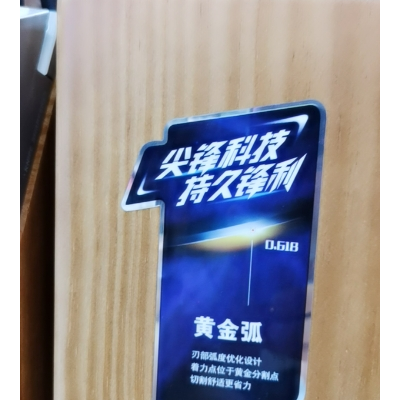 尖锋科技
持久锋利
0.618
黄金弧
刃部弧度优化设计
着力点位于黄金分割点
切割舒适更省力